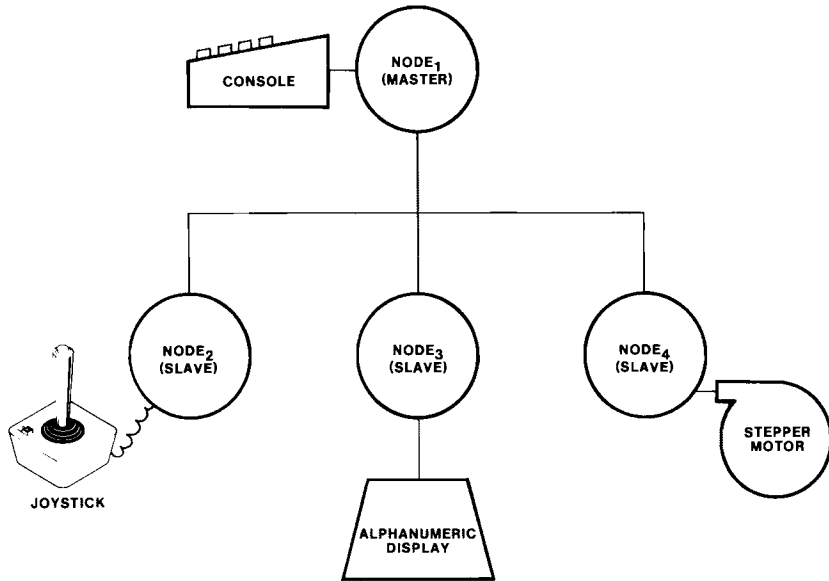 NODE₁
(MASTER)
CONSOLE
NODE₂
(SLAVE)
NODE₃
(SLAVE)
NODE₄
(SLAVE)
JOYSTICK
ALPHANUMERIC
DISPLAY
STEPPER
MOTOR